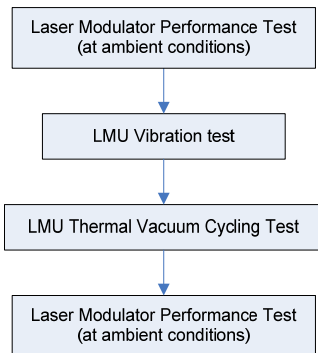 Laser Modulator Performance Test
(at ambient conditions)
LMU Vibration test
LMU Thermal Vacuum Cycling Test
Laser Modulator Performance Test
(at ambient conditions)